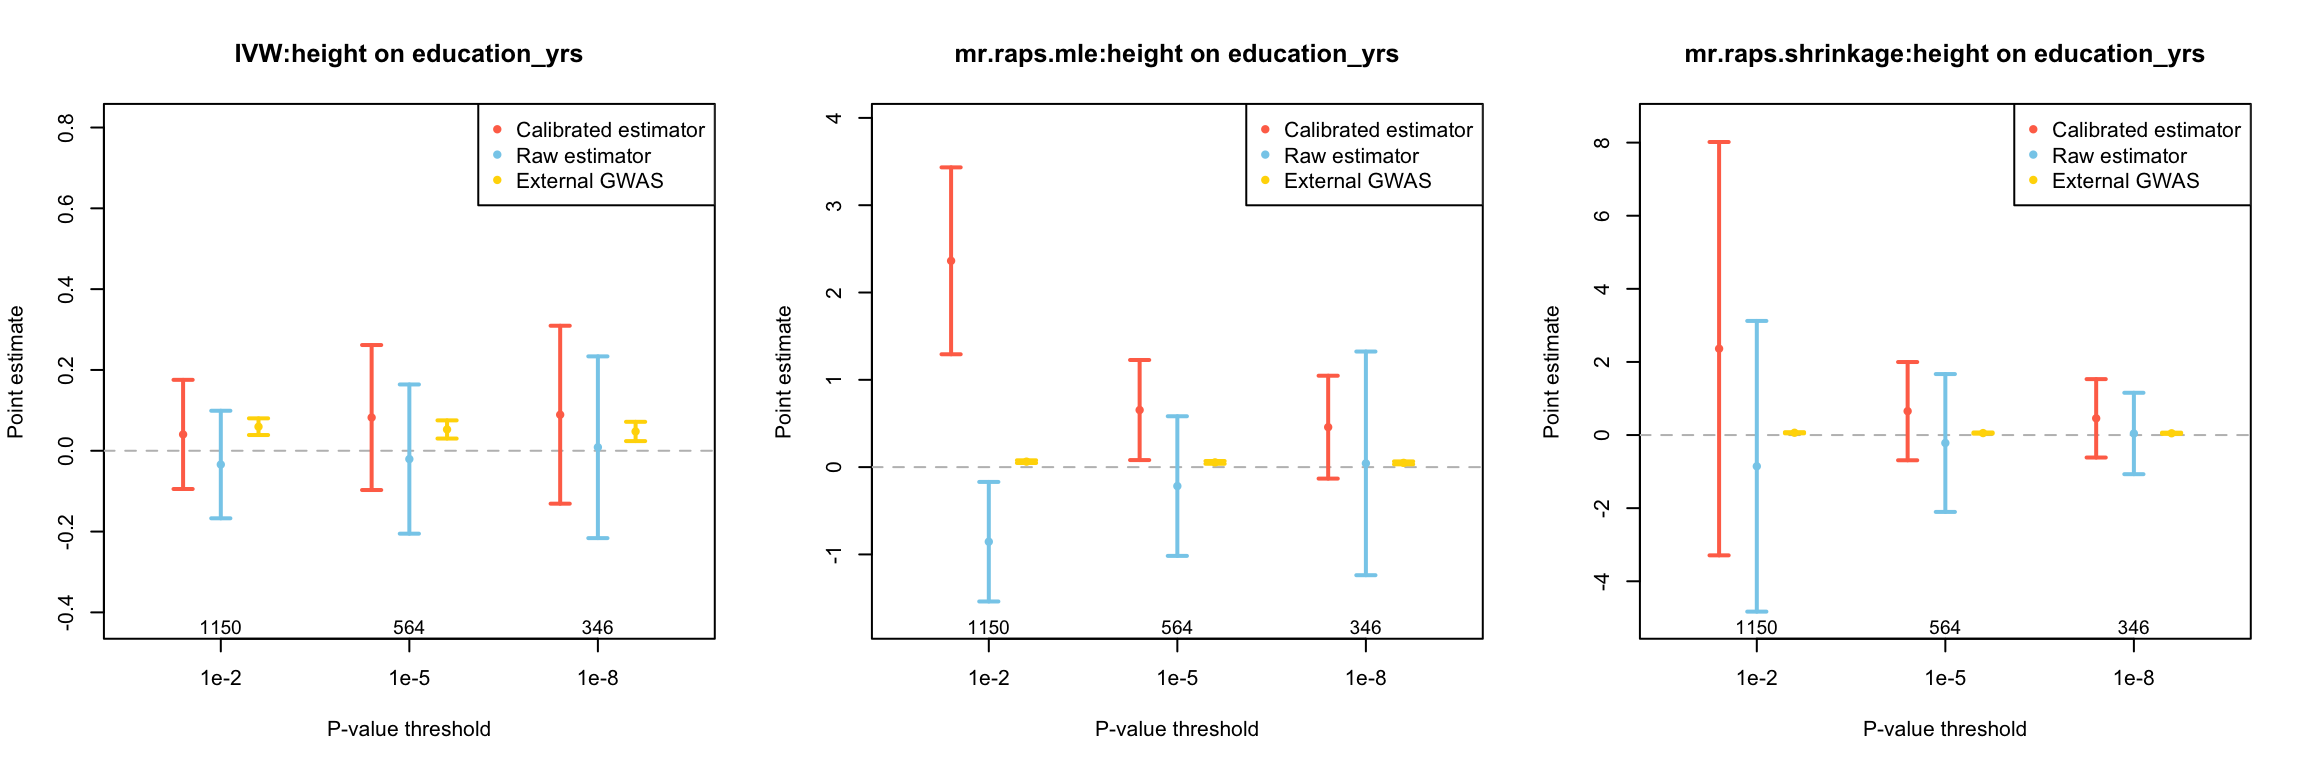 IVW:height on education_yrs
Point estimate
0.8
0.6
0.4
0.2
0.0
-0.2
-0.4
Calibrated estimator
Raw estimator
External GWAS
1150 564 346
1e-2 1e-5 1e-8
P-value threshold
mr.raps.mle:height on education_yrs
Point estimate
4
3
2
1
0
-1
Calibrated estimator
Raw estimator
External GWAS
1150 564 346
1e-2 1e-5 1e-8
P-value threshold
mr.raps.shrinkage:height on education_yrs
Point estimate
8
6
4
2
0
-2
-4
Calibrated estimator
Raw estimator
External GWAS
1150 564 346
1e-2 1e-5 1e-8
P-value threshold